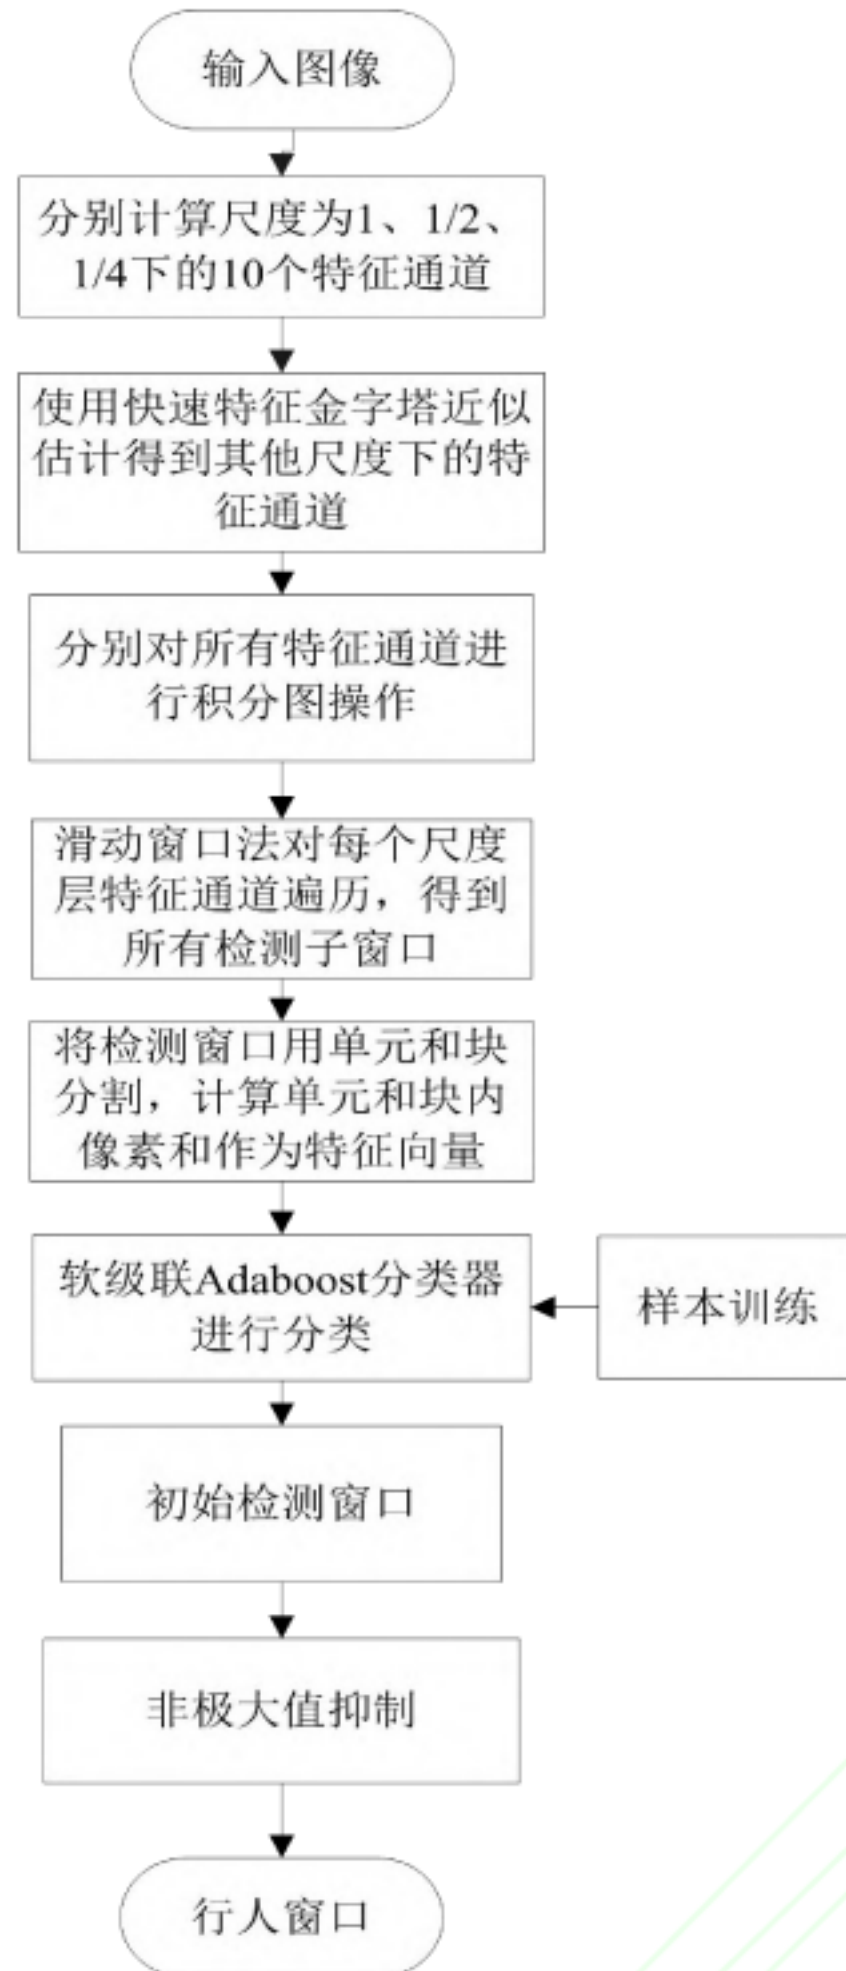 输入图像
分别计算尺度为1、1/2、
1/4下的10个特征通道
使用快速特征金字塔近似
估计得到其他尺度下的特
征通道
分别对所有特征通道进
行积分图操作
滑动窗口法对每个尺度
层特征通道遍历，得到
所有检测子窗口
将检测窗口用单元和块
分割，计算单元和块内
像素和作为特征向量
软级联Adaboost分类器
进行分类
样本训练
初始检测窗口
非极大值抑制
行人窗口